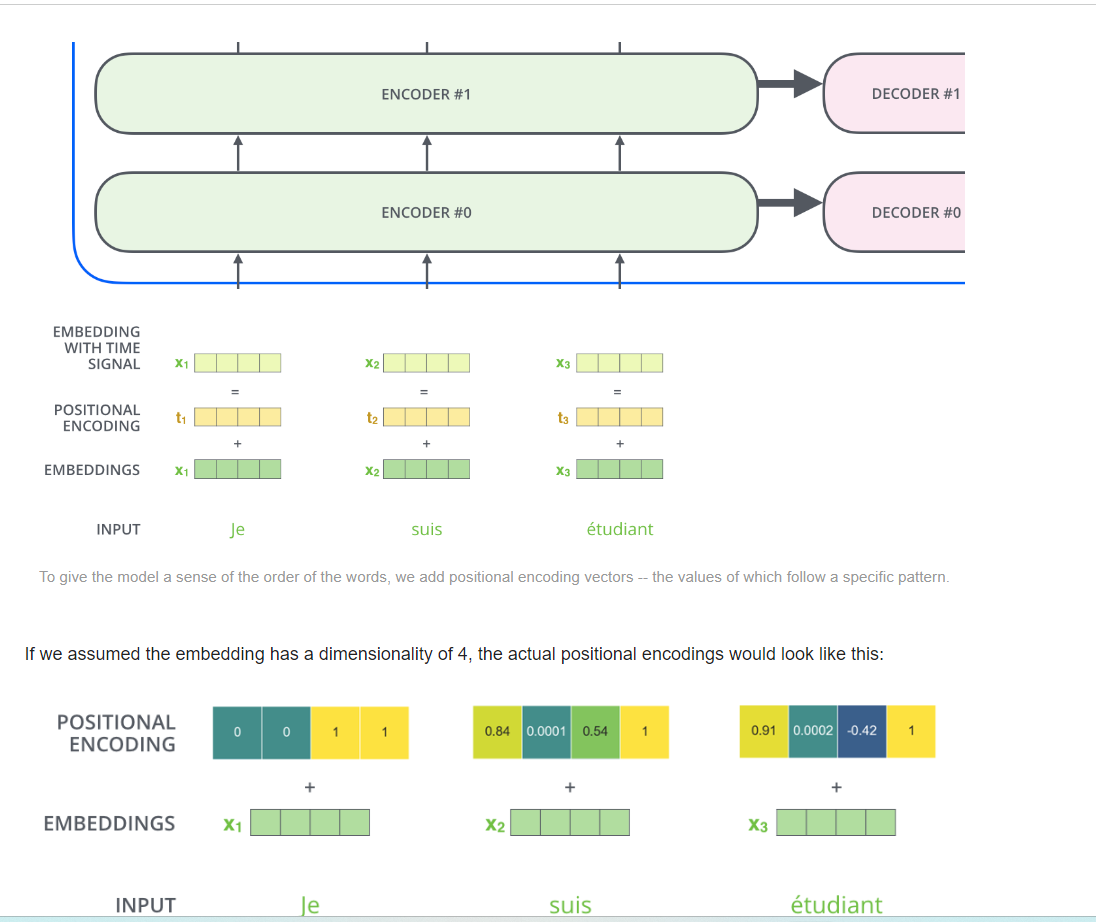 ENCODER #1
DECODER #1
ENCODER #0
DECODER #0
EMBEDDING
WITH TIME
SIGNAL
x1
x2
x3
=
=
=
POSITIONAL
ENCODING
t1
t2
t3
+
+
+
EMBEDDINGS
x1
x2
x3
INPUT
Je
suis
étudiant
To give the model a sense of the order of the words, we add positional encoding vectors -- the values of which follow a specific pattern.
If we assumed the embedding has a dimensionality of 4, the actual positional encodings would look like this:
POSITIONAL
ENCODING
0 0 1 1
0.84 0.0001 0.54 1
0.91 0.0002 -0.42 1
+
+
+
EMBEDDINGS
x1
x2
x3
INPUT
Je
suis
étudiant